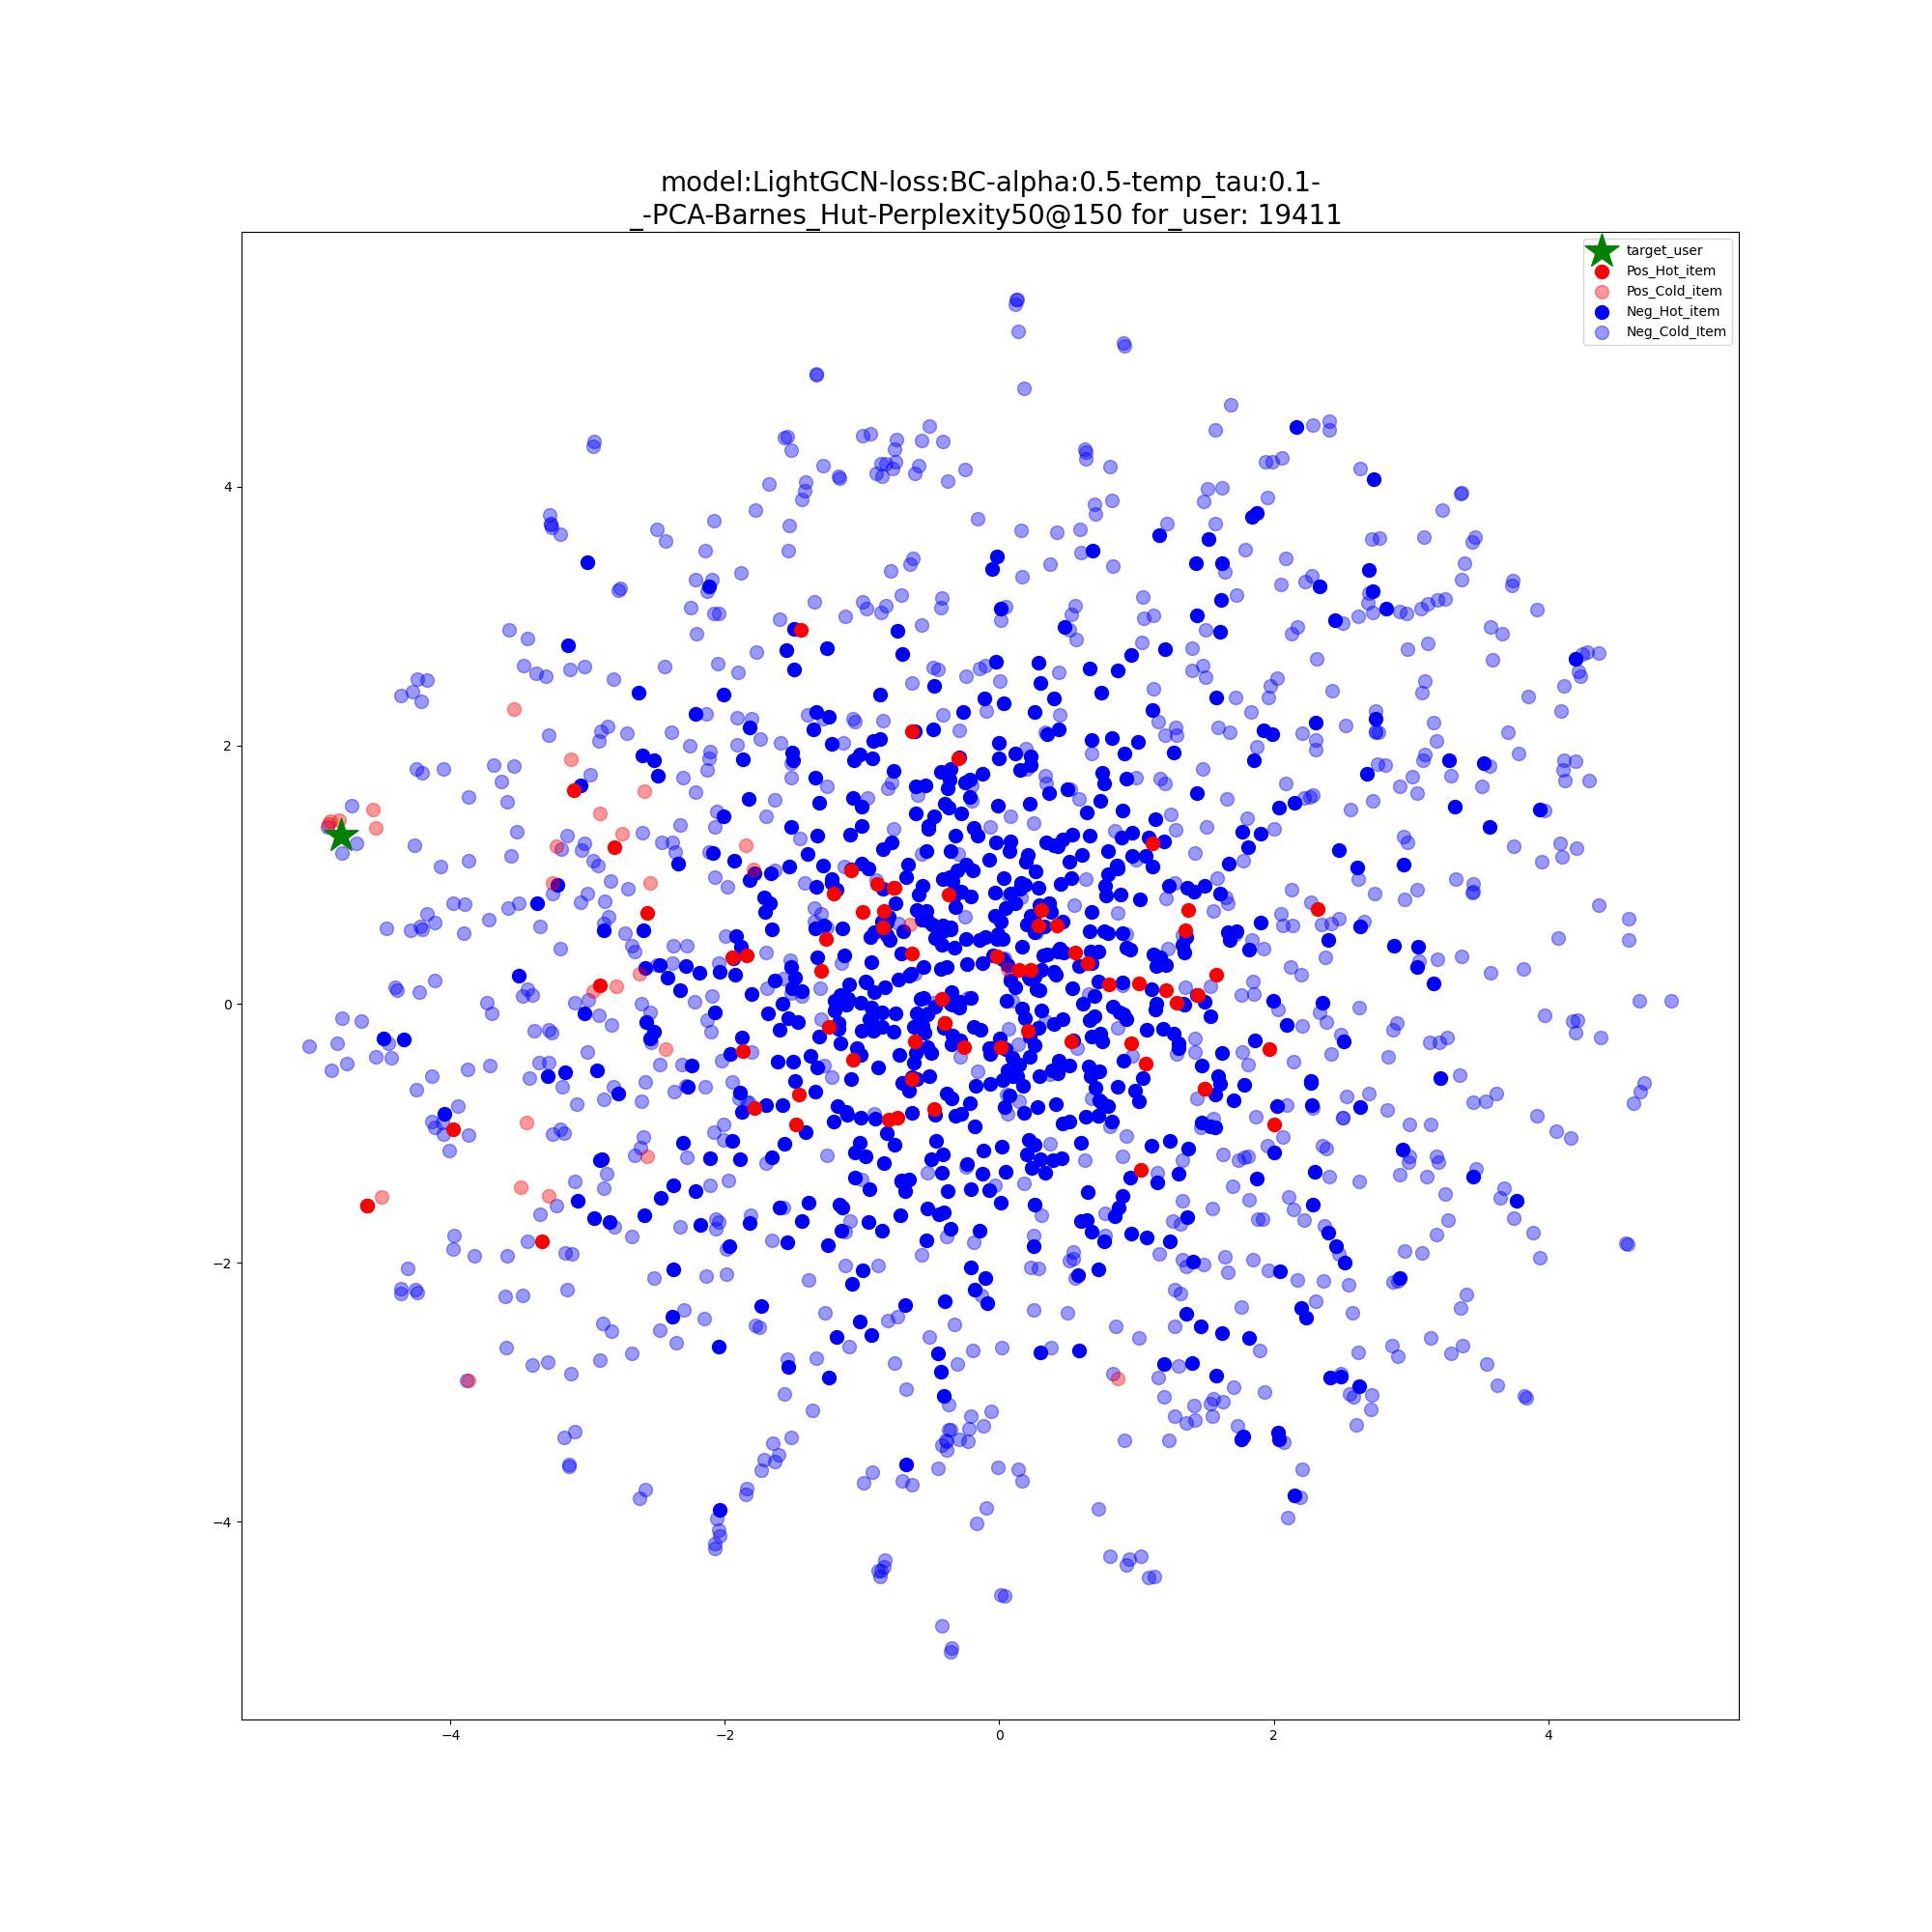 model:LightGCN-loss:BC-alpha:0.5-temp_tau:0.1-
_-PCA-Barnes_Hut-Perplexity50@150 for_user: 19411
target_user
Pos_Hot_item
Pos_Cold_item
Neg_Hot_item
Neg_Cold_Item
4
2
0
−2
−4
−4
−2
0
2
4